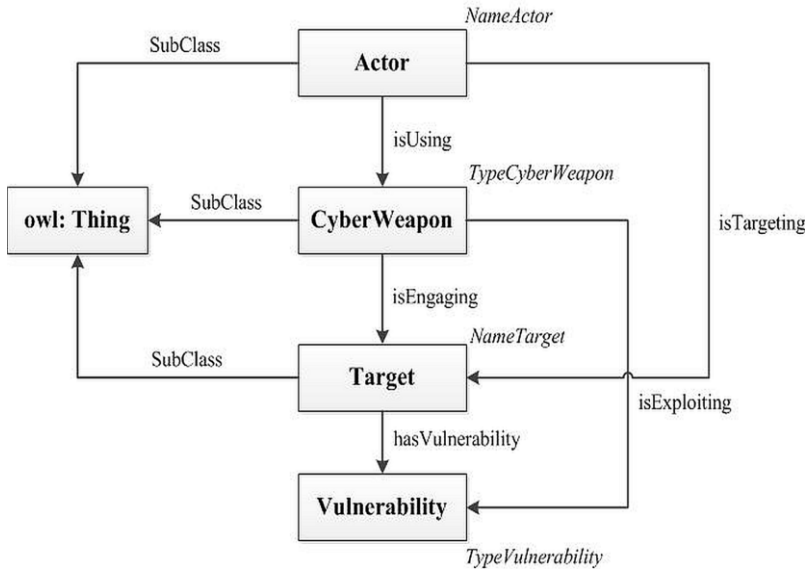 NameActor
SubClass
Actor
isUsing
TypeCyberWeapon
owl: Thing
SubClass
CyberWeapon
isTargeting
isEngaging
NameTarget
SubClass
Target
isExploiting
hasVulnerability
Vulnerability
TypeVulnerability